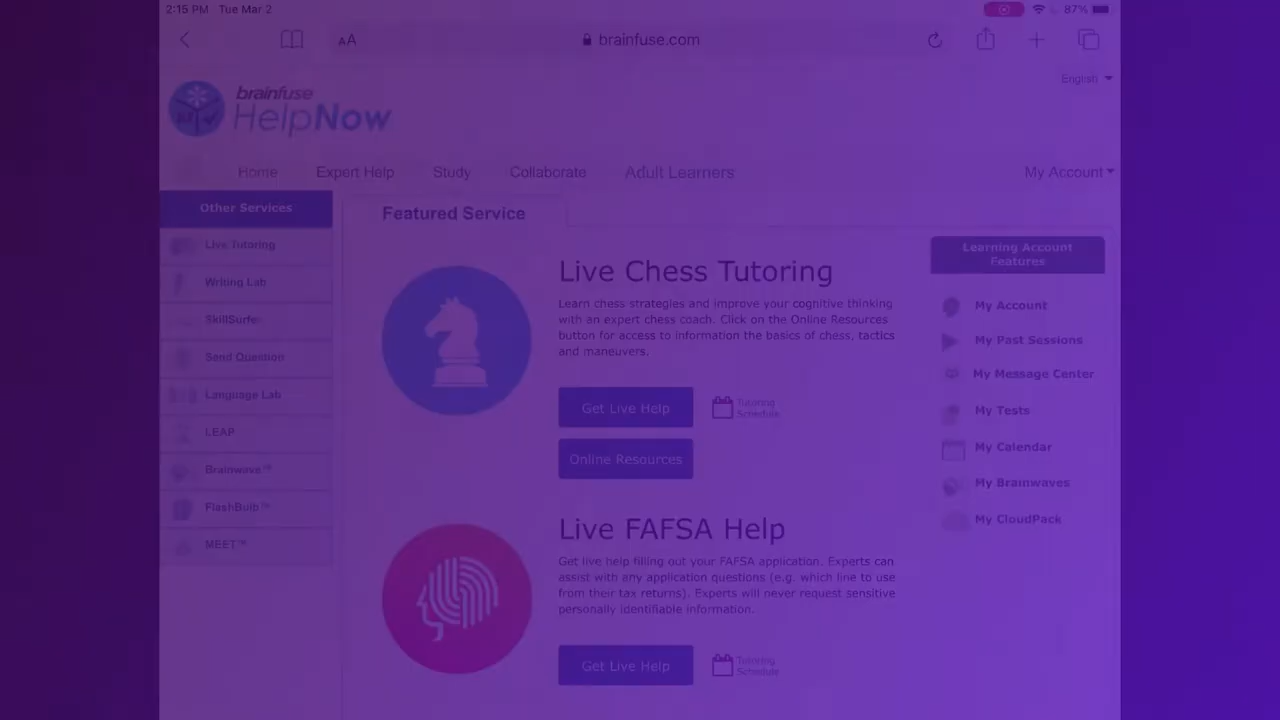 2:15 PM Tue Mar 2
87%
AA
brainfuse.com
English
brainfuse
HelpNow
Home
Expert Help
Study
Collaborate
Adult Learners
My Account
Other Services
Live Tutoring
Writing Lab
SkillSurfer
Send Question
Language Lab
LEAP
Brainwave™
FlashBulb™
MEET™
Featured Service
Live Chess Tutoring
Learn chess strategies and improve your cognitive thinking
with an expert chess coach. Click on the Online Resources
button for access to information the basics of chess, tactics
and maneuvers.
Get Live Help
Tutoring
Schedule
Online Resources
Live FAFSA Help
Get live help filling out your FAFSA application. Experts can
assist with any application questions (e.g. which line to use
from their tax returns). Experts will never request sensitive
personally identifiable information.
Get Live Help
Tutoring
Schedule
Learning Account
Features
My Account
My Past Sessions
My Message Center
My Tests
My Calendar
My Brainwaves
My CloudPack